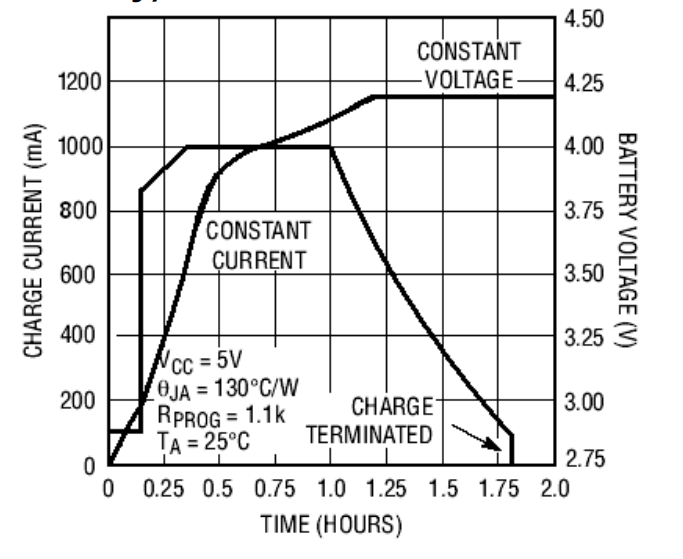 CONSTANT
VOLTAGE
CONSTANT
CURRENT
V CC = 5V
θJA = 130°C/W
RPROG = 1.1k
TA = 25°C
CHARGE
TERMINATED
CHARGE CURRENT (mA)
1200
1000
800
600
400
200
0
4.50
4.25
4.00
3.75
3.50
3.25
3.00
2.75
BATTERY VOLTAGE (V)
0 0.25 0.5 0.75 1.0 1.25 1.5 1.75 2.0
TIME (HOURS)